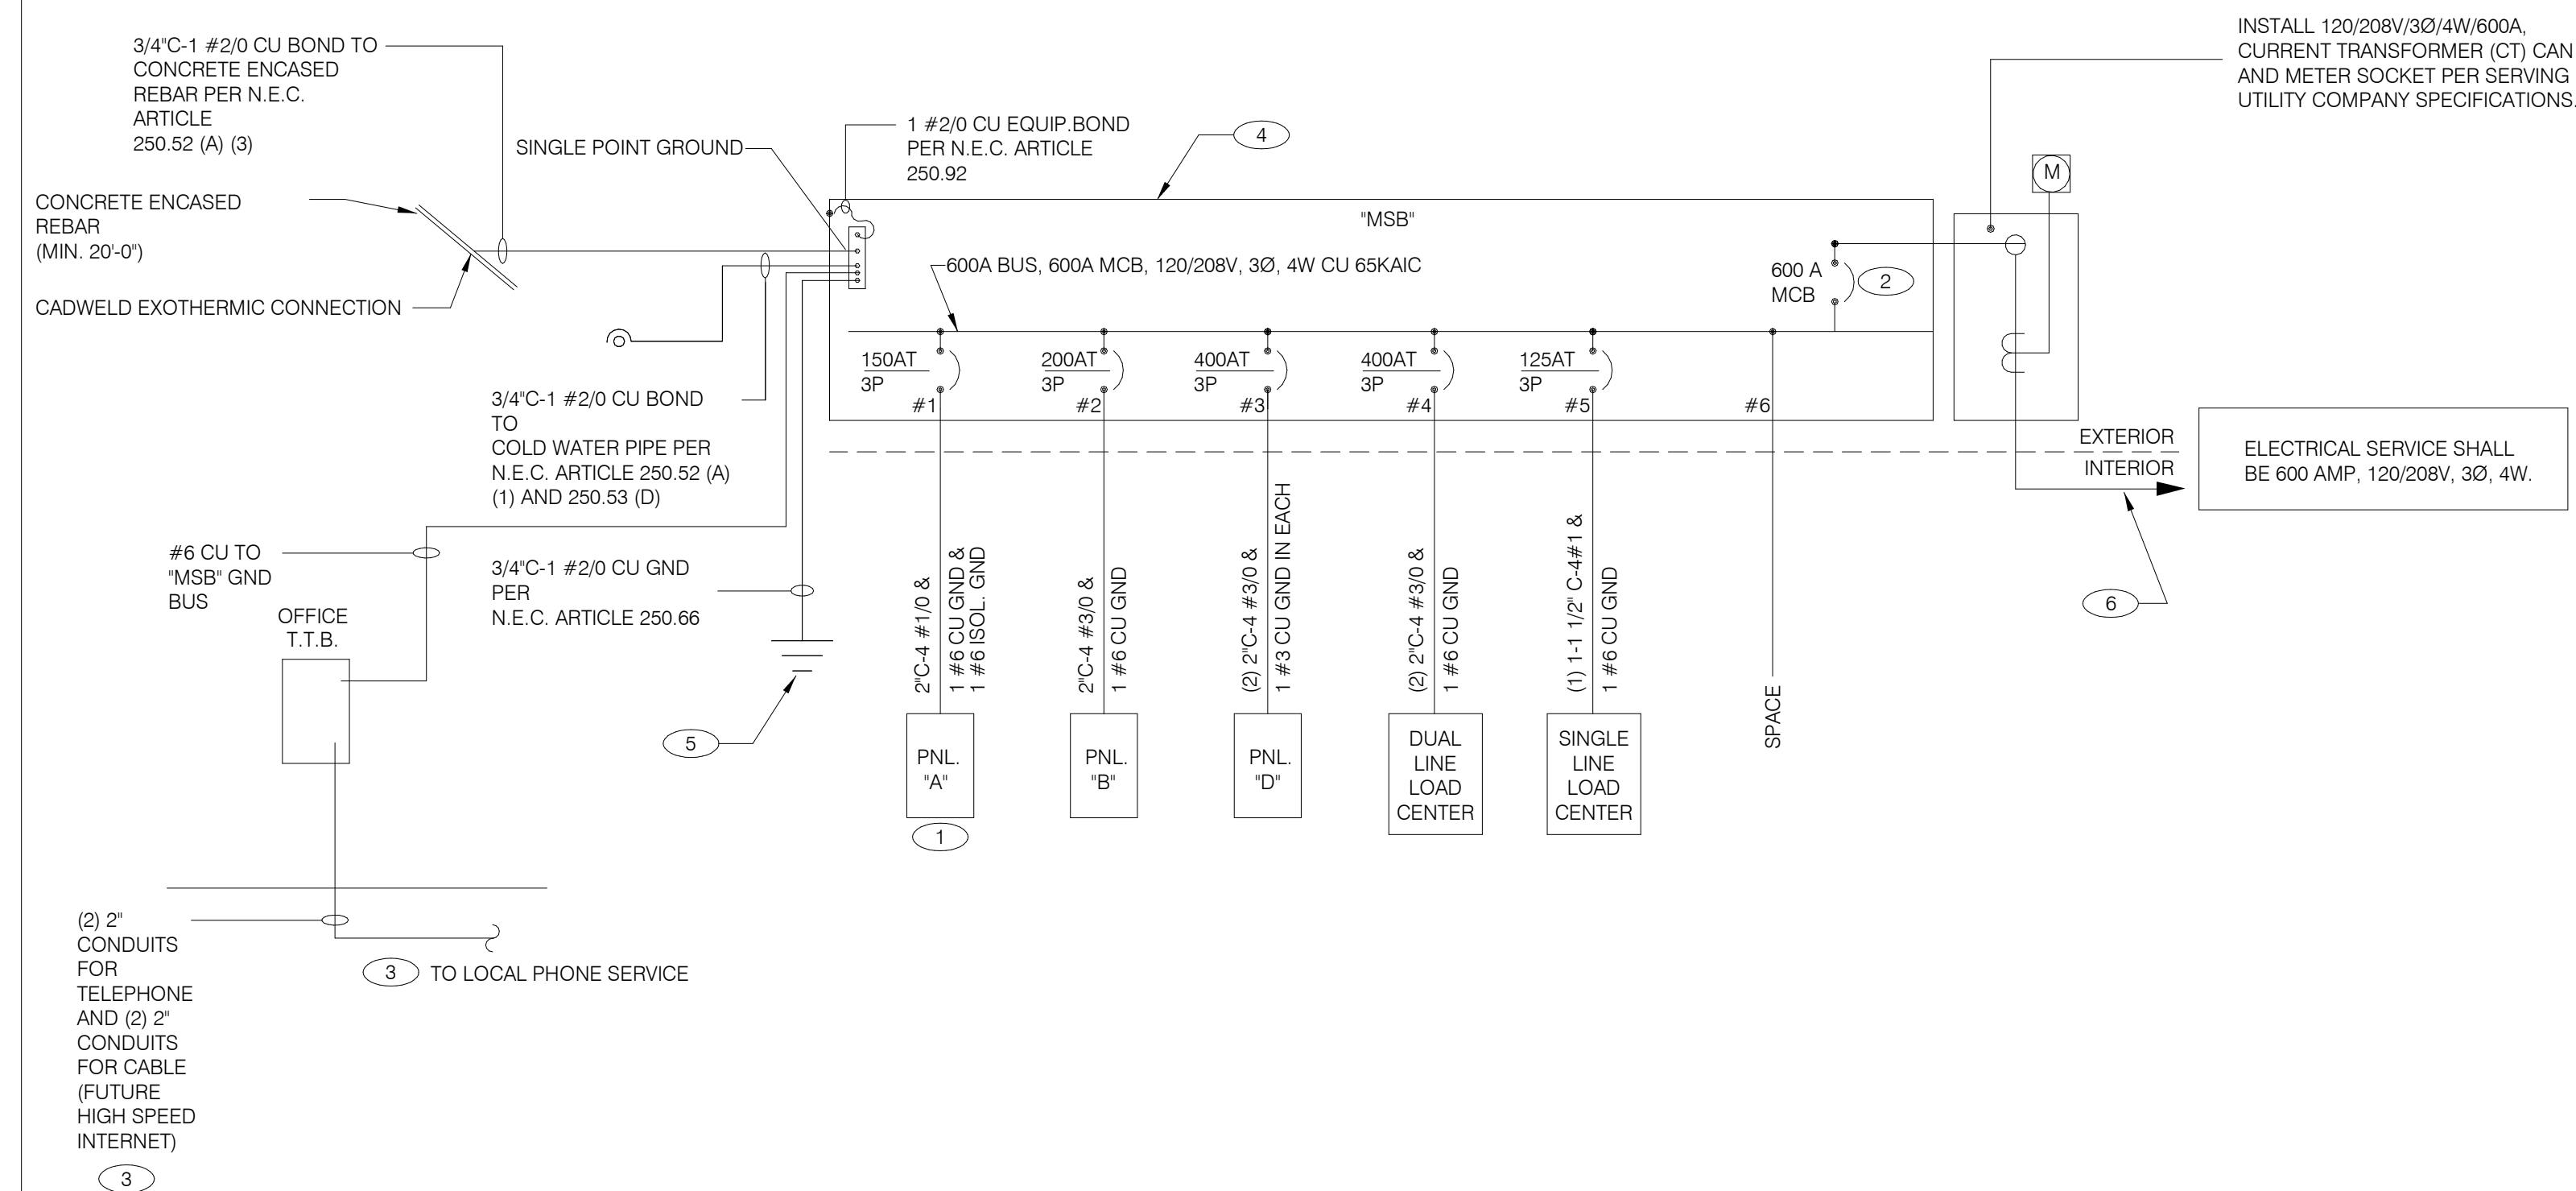 3/4"C-1 #2/0 CU BOND TO
CONCRETE ENCASED
REBAR PER N.E.C.
ARTICLE
250.52 (A) (3)
SINGLE POINT GROUND
1 #2/0 CU EQUIP.BOND
PER N.E.C. ARTICLE
250.92
4
INSTALL 120/208V/3Ø/4W/600A,
CURRENT TRANSFORMER (CT) CAN
AND METER SOCKET PER SERVING
UTILITY COMPANY SPECIFICATIONS.
M
CONCRETE ENCASED
REBAR
(MIN. 20'-0")
CADWELD EXOTHERMIC CONNECTION
"MSB"
600A BUS, 600A MCB, 120/208V, 3Ø, 4W CU 65KAIC
600 A
MCB
2
150AT
3P
#1
200AT
3P
#2
400AT
3P
#3
400AT
3P
#4
125AT
3P
#5
#6
3/4"C-1 #2/0 CU BOND
TO
COLD WATER PIPE PER
N.E.C. ARTICLE 250.52 (A)
(1) AND 250.53 (D)
EXTERIOR
INTERIOR
ELECTRICAL SERVICE SHALL
BE 600 AMP, 120/208V, 3Ø, 4W.
6
#6 CU TO
"MSB" GND
BUS
OFFICE
T.T.B.
3/4"C-1 #2/0 CU GND
PER
N.E.C. ARTICLE 250.66
5
2"C-4 #1/0 &
1 #6 CU GND &
1 #6 ISOL. GND
2"C-4 #3/0 &
1 #6 CU GND
(2) 2"C-4 #3/0 &
1 #3 CU GND IN EACH
(2) 2"C-4 #3/0 &
1 #6 CU GND
(1) 1-1 1/2" C-4#1 &
1 #6 CU GND
SPACE
PNL.
"A"
1
PNL.
"B"
PNL.
"D"
DUAL
LINE
LOAD
CENTER
SINGLE
LINE
LOAD
CENTER
(2) 2"
CONDUITS
FOR
TELEPHONE
AND (2) 2"
CONDUITS
FOR CABLE
(FUTURE
HIGH SPEED
INTERNET)
3
3 TO LOCAL PHONE SERVICE